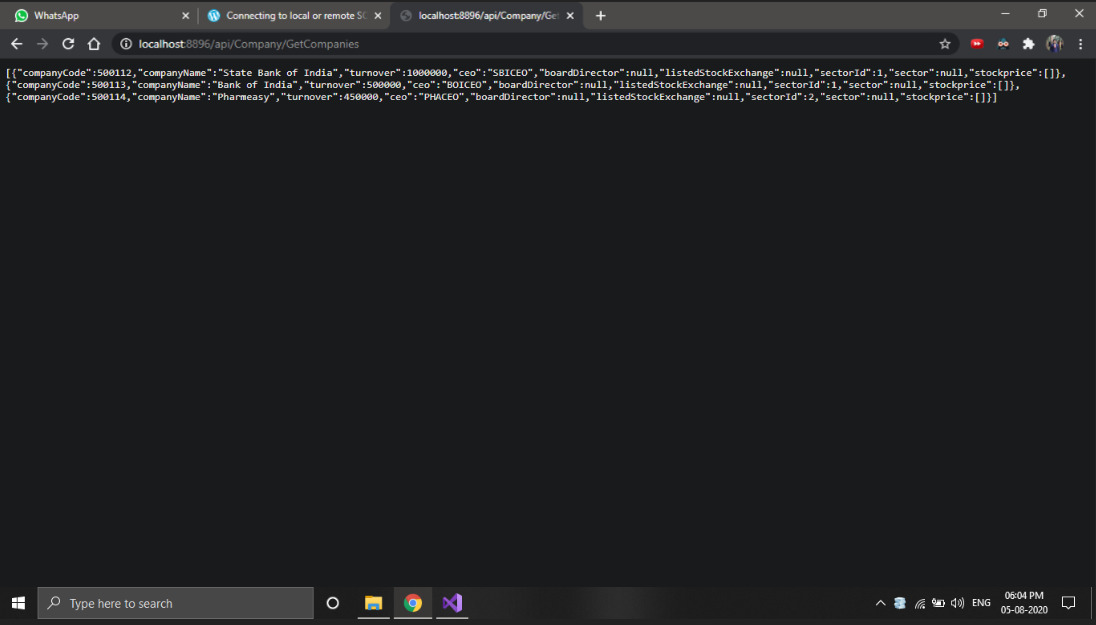 WhatsApp
Connecting to local or remote SC
localhost:8896/api/Company/Get
localhost:8896/api/Company/GetCompanies
[{"companyCode":500112,"companyName":"State Bank of India","turnover":1000000,"ceo":"SBICEO","boardDirector":null,"listedStockExchange":null,"sectorId":1,"sector":null,"stockprice":[]},
{"companyCode":500113,"companyName":"Bank of India","turnover":500000,"ceo":"BOICEO","boardDirector":null,"listedStockExchange":null,"sectorId":1,"sector":null,"stockprice":[]},
{"companyCode":500114,"companyName":"Pharmeasy","turnover":450000,"ceo":"PHACEO","boardDirector":null,"listedStockExchange":null,"sectorId":2,"sector":null,"stockprice":[]}]
Type here to search
ENG
06:04 PM
05-08-2020